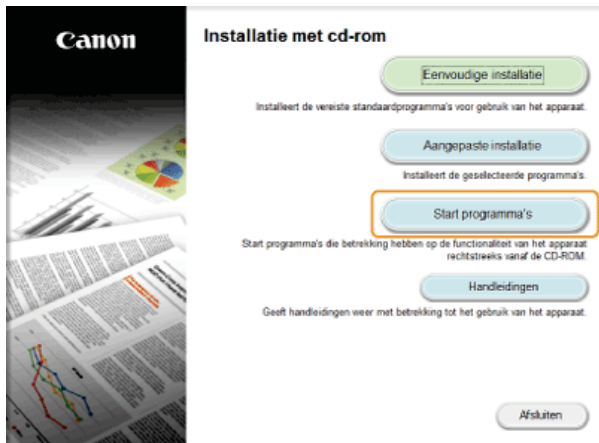 Canon
Installatie met cd-rom
Eenvoudige installatie
Installeert de vereiste standaardprogramma's voor gebruik van het apparaat.
Aangepaste installatie
Installeert de geselecteerde programma's.
Start programma's
Start programma's die betrekking hebben op de functionaliteit van het apparaat
rechtstreeks vanaf de CD-ROM.
Handleidingen
Geeft handleidingen weer met betrekking tot het gebruik van het apparaat.
Afsluiten